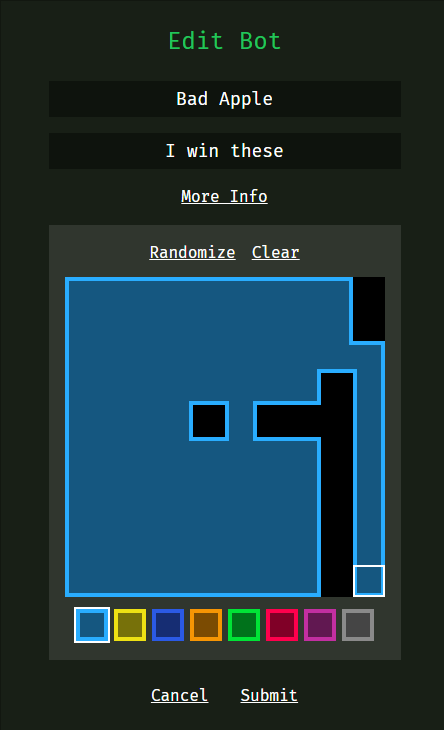 Edit Bot
Bad Apple
I win these
More Info
Randomize Clear
Cancel Submit